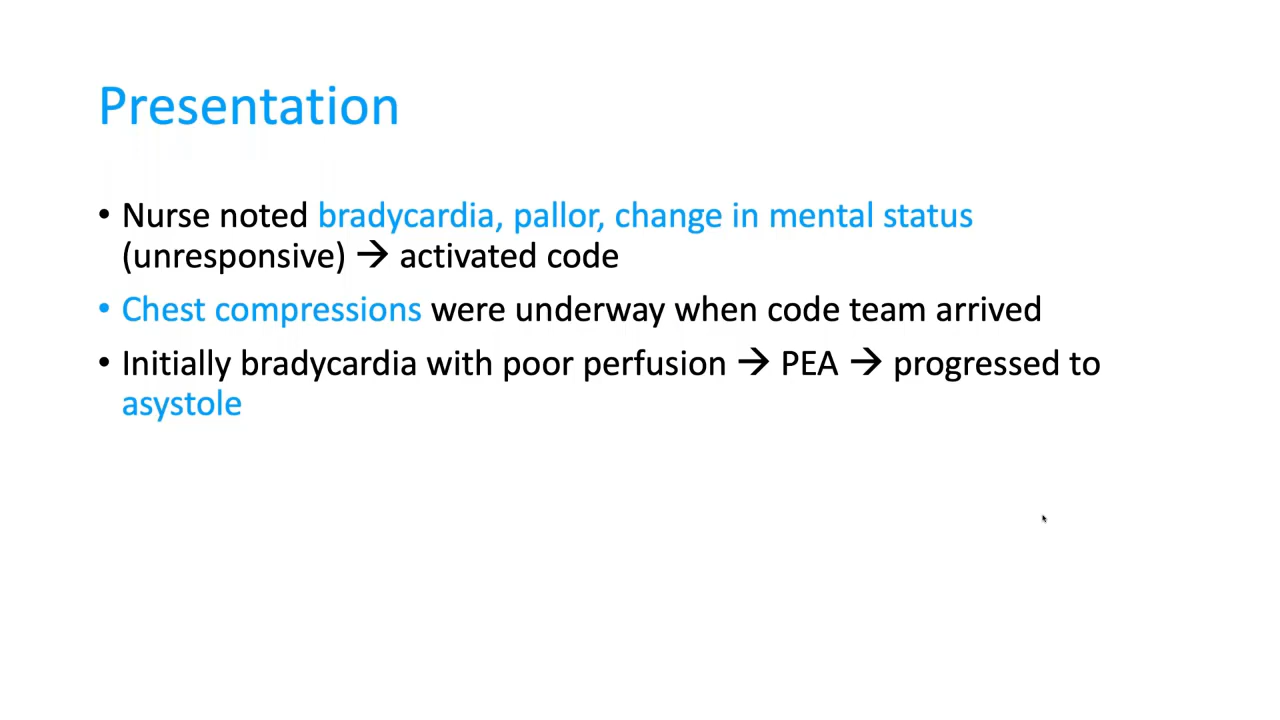 Presentation
• Nurse noted bradycardia, pallor, change in mental status
(unresponsive) → activated code
• Chest compressions were underway when code team arrived
• Initially bradycardia with poor perfusion → PEA → progressed to
asystole